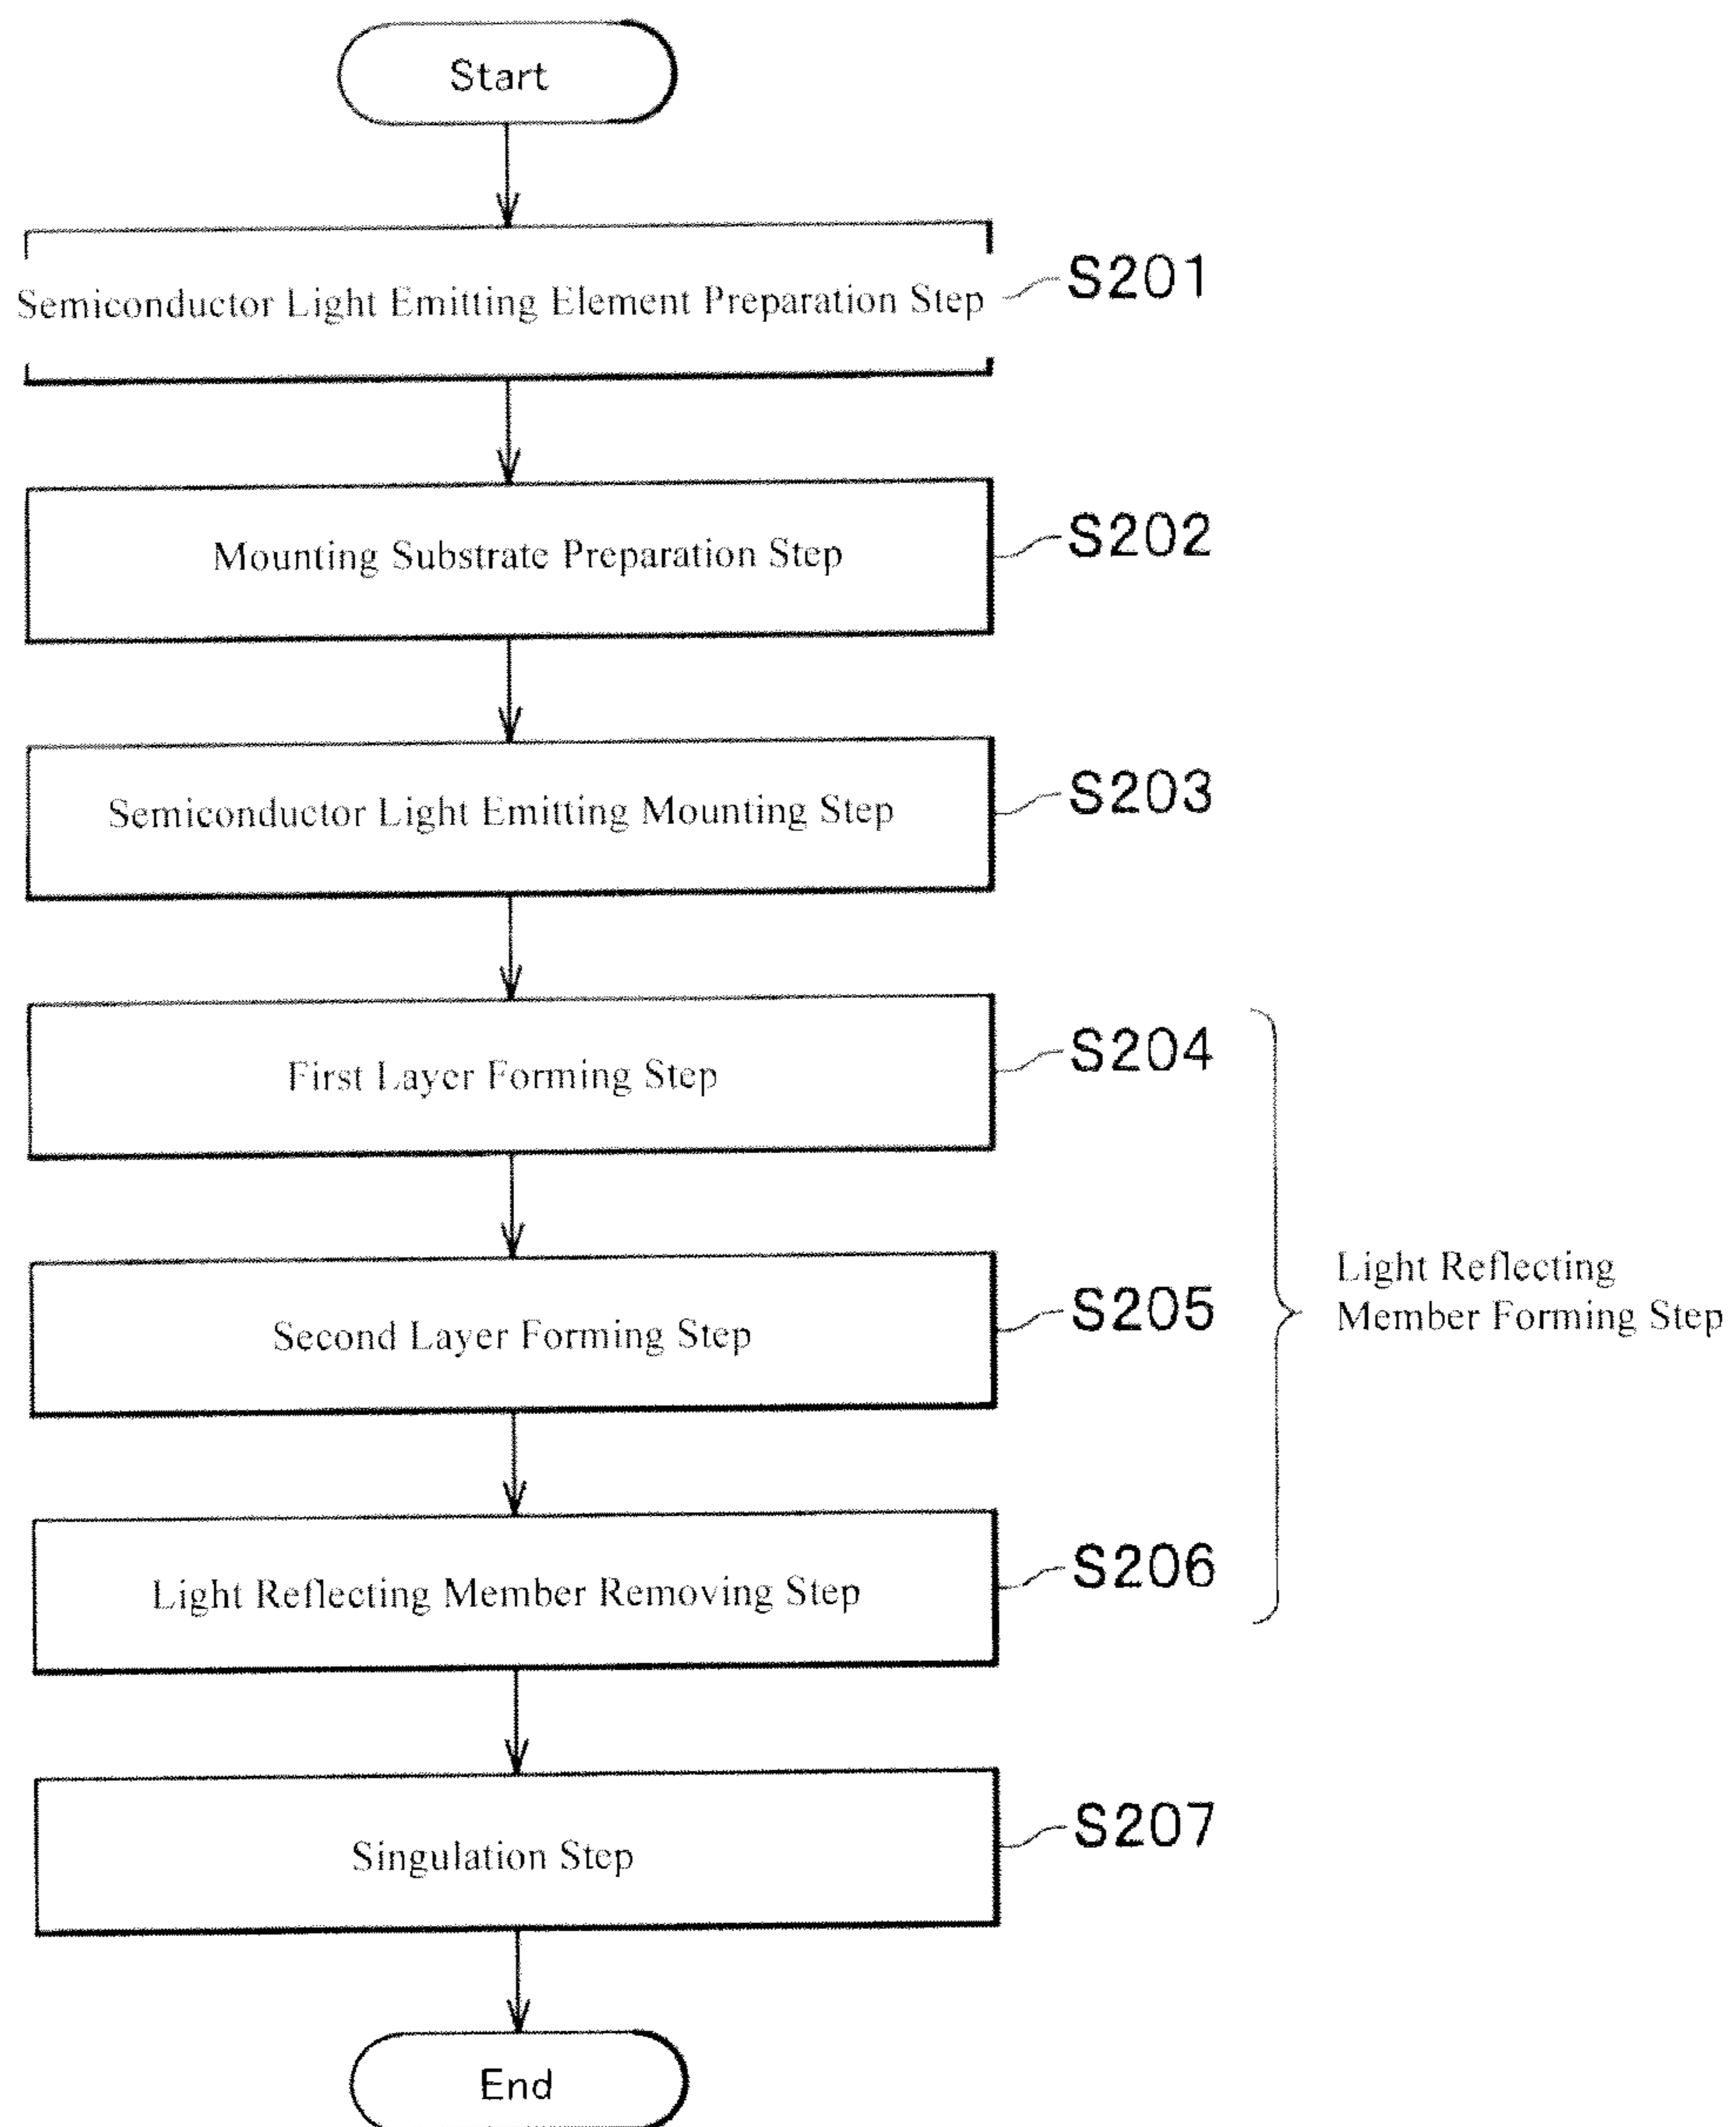 Start
Semiconductor Light Emitting Element Preparation Step
S201
Mounting Substrate Preparation Step
S202
Semiconductor Light Emitting Mounting Step
S203
First Layer Forming Step
S204
Second Layer Forming Step
S205
Light Reflecting
Member Forming Step
Light Reflecting Member Removing Step
S206
Singulation Step
S207
End